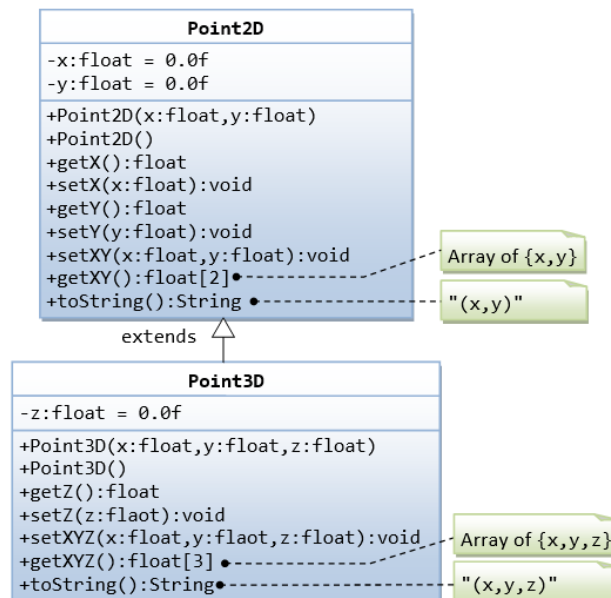 Point2D
-x:float = 0.0f
-y:float = 0.0f
+Point2D(x:float,y:float)
+Point2D()
+getX():float
+setX(x:float):void
+getY():float
+setY(y:float):void
+setXY(x:float,y:float):void
+getXY():float[2]
Array of {x,y}
+toString():String
"(x,y)"
extends
Point3D
-z:float = 0.0f
+Point3D(x:float,y:float,z:float)
+Point3D()
+getZ():float
+setZ(z:flaot):void
+setXYZ(x:float,y:flaot,z:float):void
+getXYZ():float[3]
Array of {x,y,z}
+toString():String
"(x,y,z)"